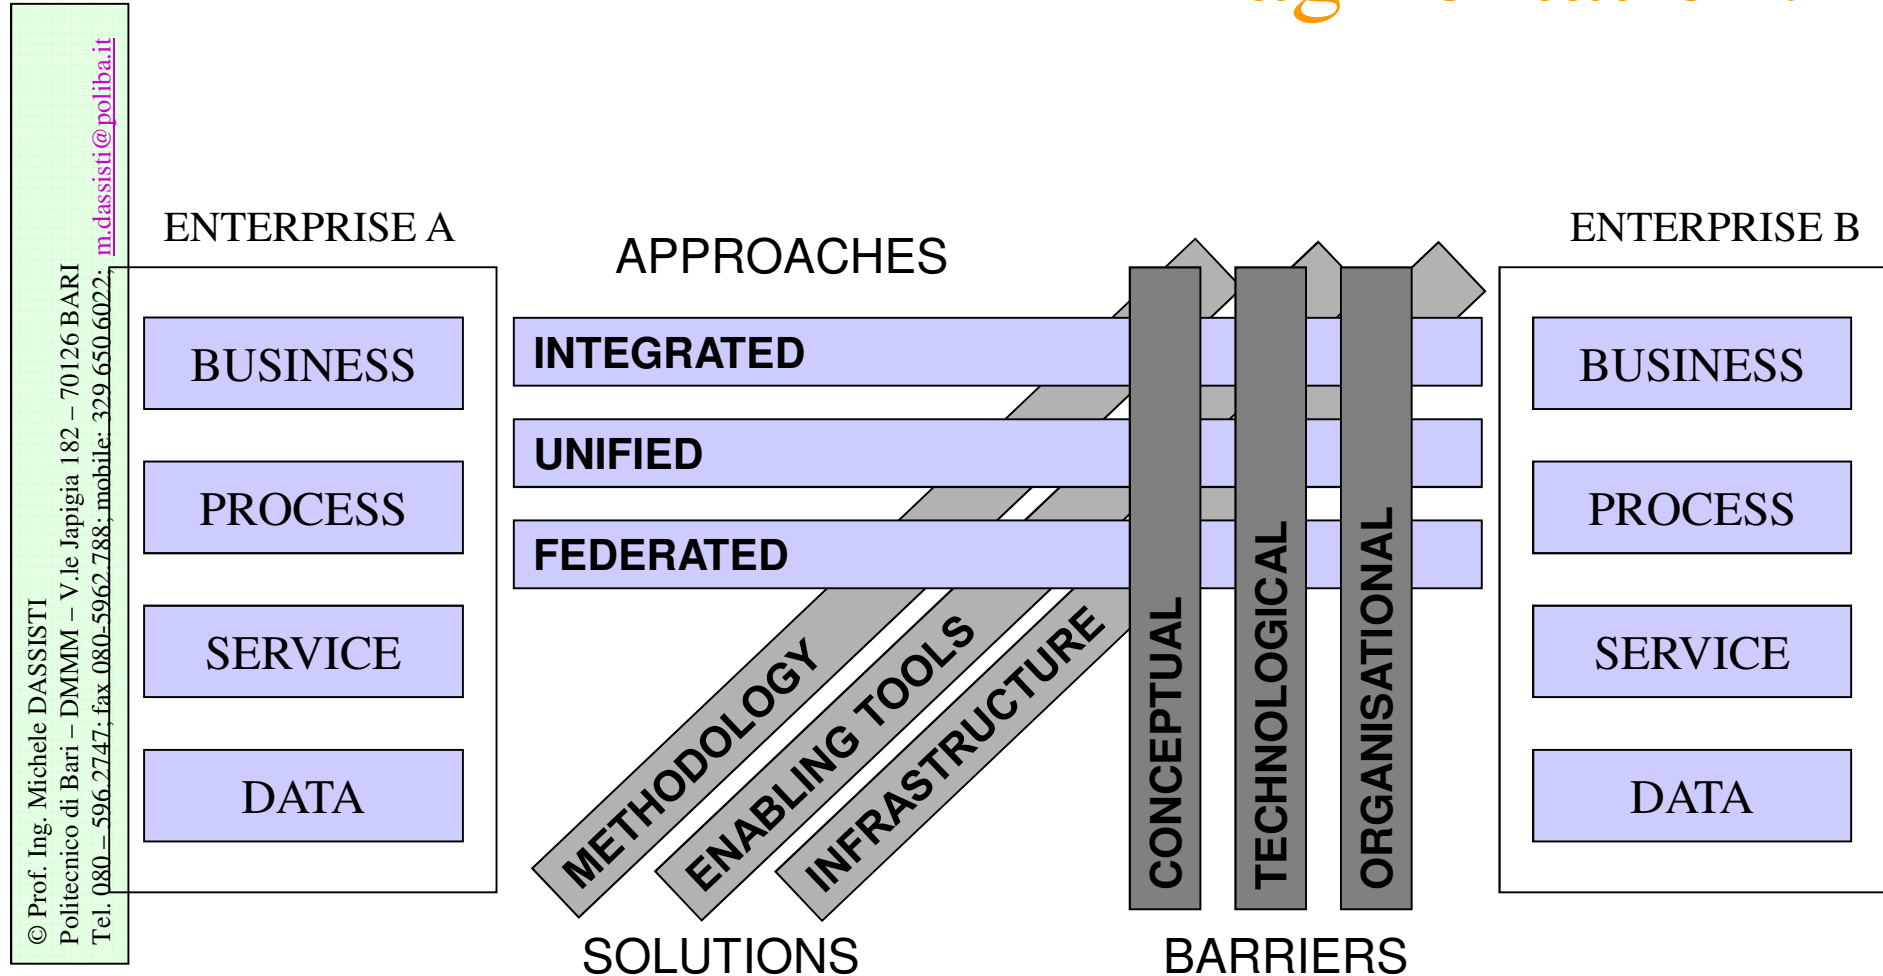 © Prof. Ing. Michele DASSISTI
Politecnico di Bari – DMMM – V.le Japigia 182 – 70126 BARI
Tel. 080 – 596.2747; fax 080-5962.788; mobile: 329 650 6022; m.dassisti@poliba.it
ENTERPRISE A
BUSINESS
PROCESS
SERVICE
DATA
APPROACHES
INTEGRATED
UNIFIED
FEDERATED
METHODOLOGY
ENABLING TOOLS
INFRASTRUCTURE
SOLUTIONS
CONCEPTUAL
TECHNOLOGICAL
ORGANISATIONAL
BARRIERS
ENTERPRISE B
BUSINESS
PROCESS
SERVICE
DATA